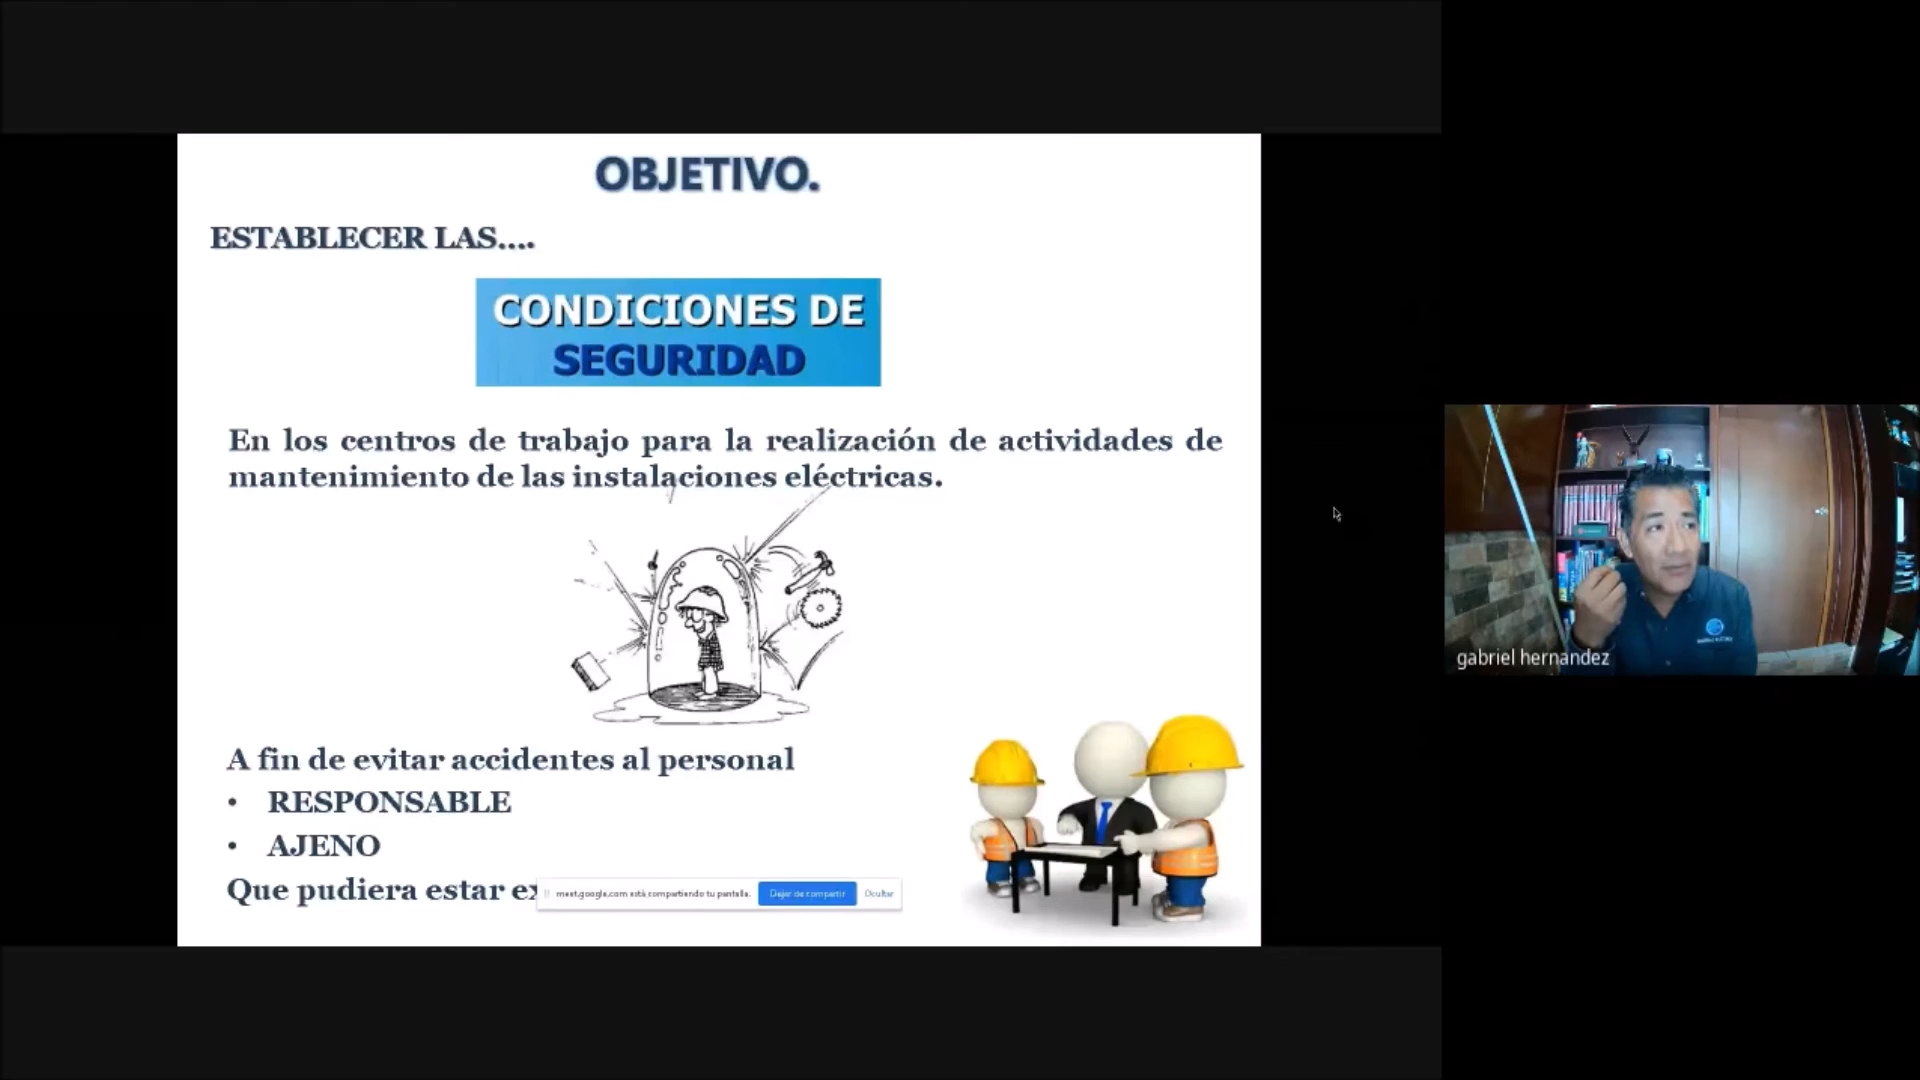 OBJETIVO.
ESTABLECER LAS....
CONDICIONES DE
SEGURIDAD
En los centros de trabajo para la realización de actividades de
mantenimiento de las instalaciones eléctricas.
A fin de evitar accidentes al personal
• RESPONSABLE
• AJENO
Que pudiera estar ex
meet.google.com está compartiendo tu pantalla. Dejar de compartir Ocultar
gabriel hernandez